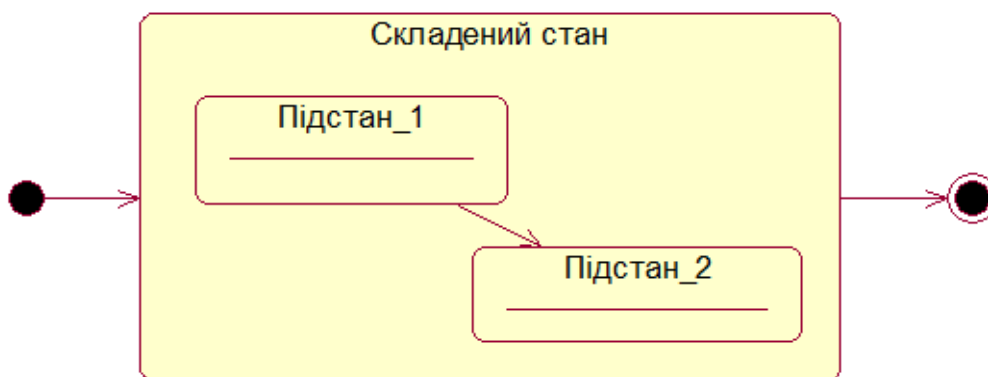 Складений стан
Підстан_1
Підстан_2